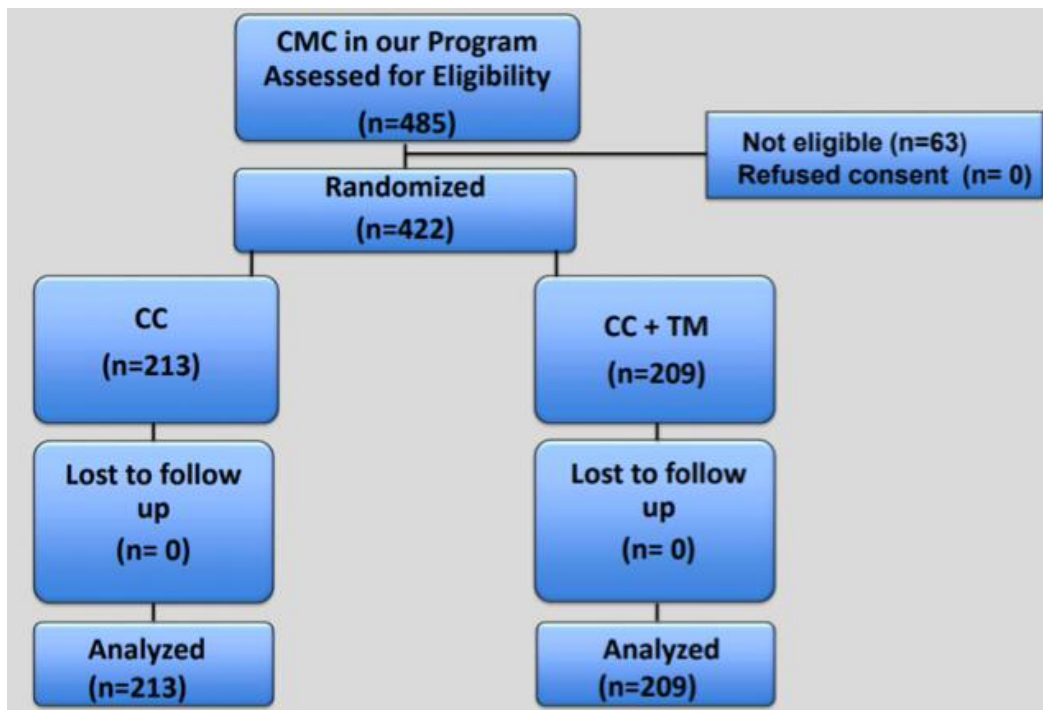 CMC in our Program
Assessed for Eligibility
(n=485)
Not eligible (n=63)
Refused consent (n= 0)
Randomized
(n=422)
CC
(n=213)
CC + TM
(n=209)
Lost to follow
up
(n= 0)
Lost to follow
up
(n= 0)
Analyzed
(n=213)
Analyzed
(n=209)